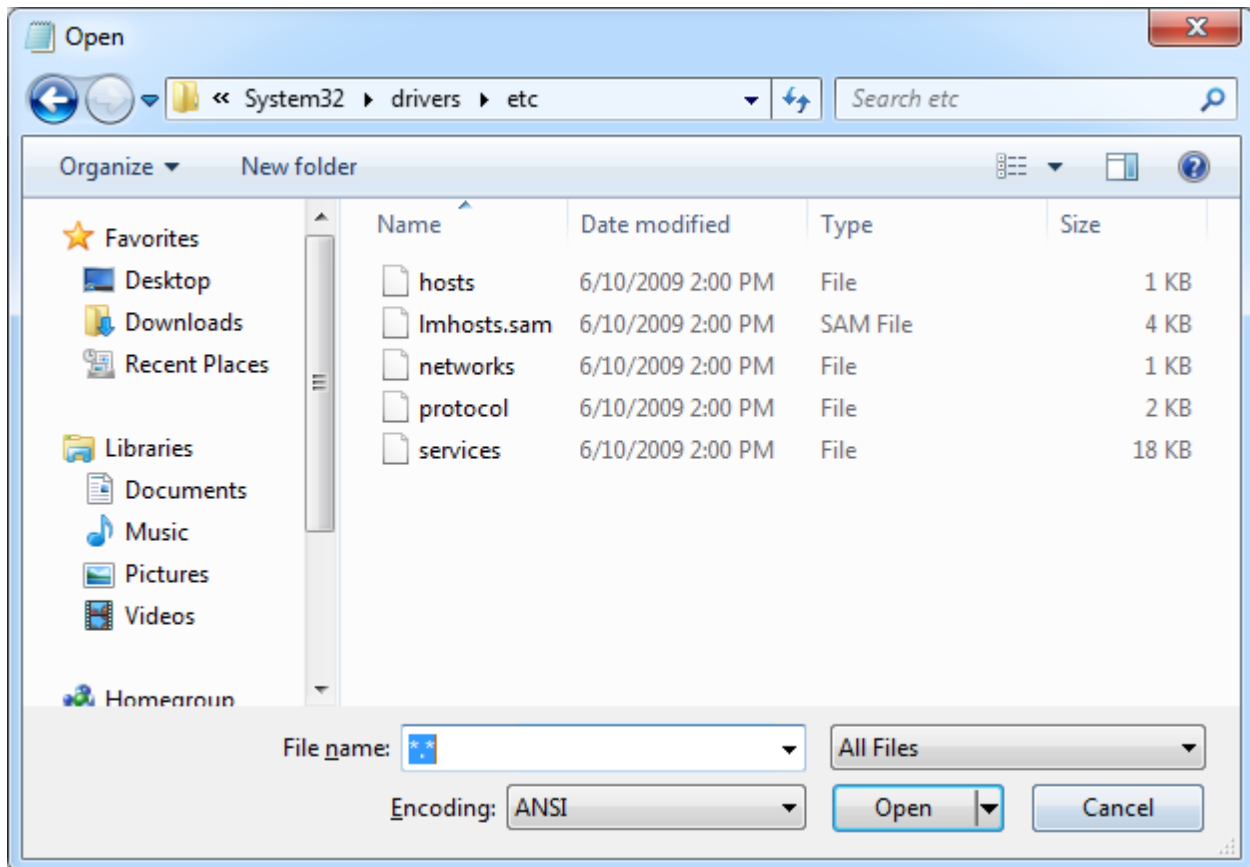 Open
« System32 ▸ drivers ▸ etc
Search etc
Organize
New folder
Name Date modified Type Size
hosts 6/10/2009 2:00 PM File 1 KB
lmhosts.sam 6/10/2009 2:00 PM SAM File 4 KB
networks 6/10/2009 2:00 PM File 1 KB
protocol 6/10/2009 2:00 PM File 2 KB
services 6/10/2009 2:00 PM File 18 KB
Favorites
Desktop
Downloads
Recent Places
Libraries
Documents
Music
Pictures
Videos
Homegroup
File name: *.*
All Files
Encoding: ANSI
Open
Cancel